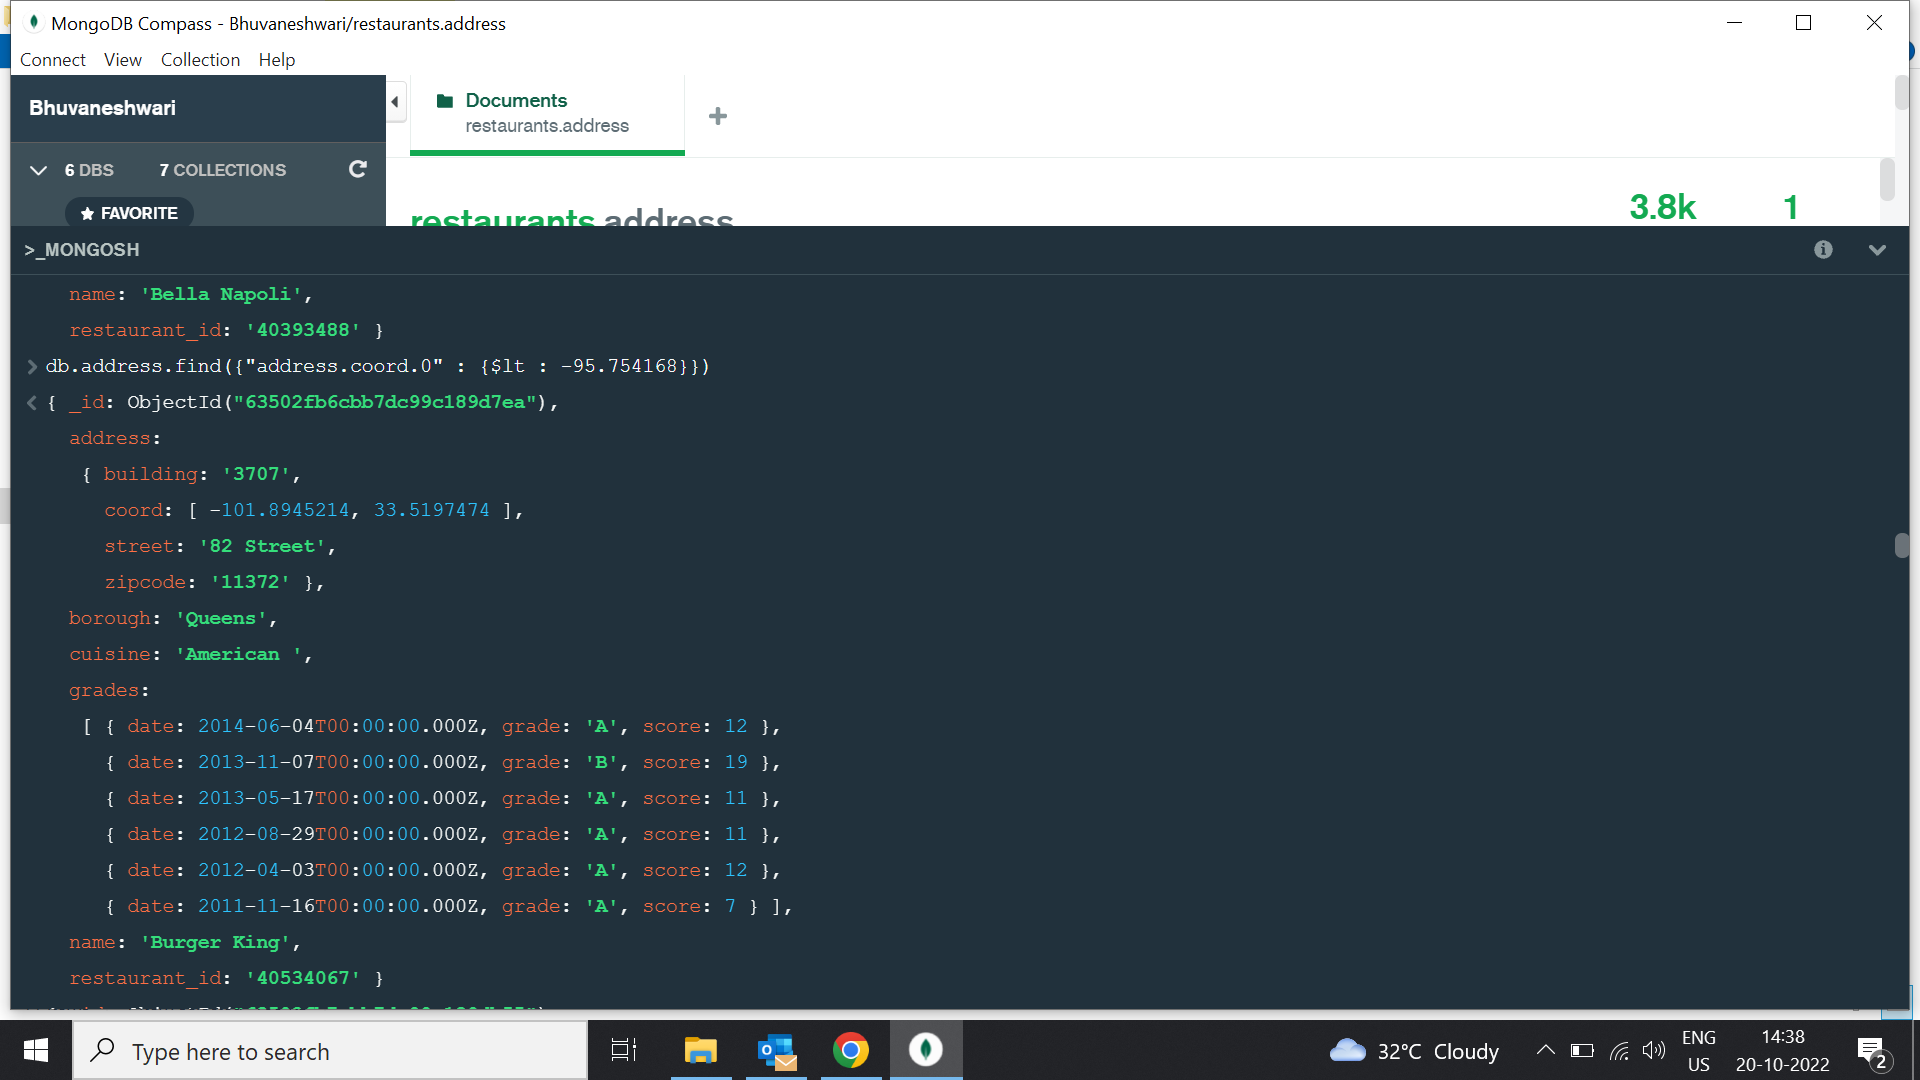 MongoDB Compass - Bhuvaneshwari/restaurants.address
Connect View Collection Help
Bhuvaneshwari
Documents
restaurants.address
6 DBS 7 COLLECTIONS
FAVORITE
restaurants.address
3.8k 1
>_MONGOSH
name: 'Bella Napoli',
restaurant_id: '40393488' }
db.address.find({"address.coord.0" : {$lt : -95.754168}})
{ _id: ObjectId("63502fb6cbb7dc99c189d7ea"),
address:
{ building: '3707',
coord: [ -101.8945214, 33.5197474 ],
street: '82 Street',
zipcode: '11372' },
borough: 'Queens',
cuisine: 'American ',
grades:
[ { date: 2014-06-04T00:00:00.000Z, grade: 'A', score: 12 },
{ date: 2013-11-07T00:00:00.000Z, grade: 'B', score: 19 },
{ date: 2013-05-17T00:00:00.000Z, grade: 'A', score: 11 },
{ date: 2012-08-29T00:00:00.000Z, grade: 'A', score: 11 },
{ date: 2012-04-03T00:00:00.000Z, grade: 'A', score: 12 },
{ date: 2011-11-16T00:00:00.000Z, grade: 'A', score: 7 } ],
name: 'Burger King',
restaurant_id: '40534067' }
Type here to search
32°C Cloudy
ENG
US
14:38
20-10-2022
2